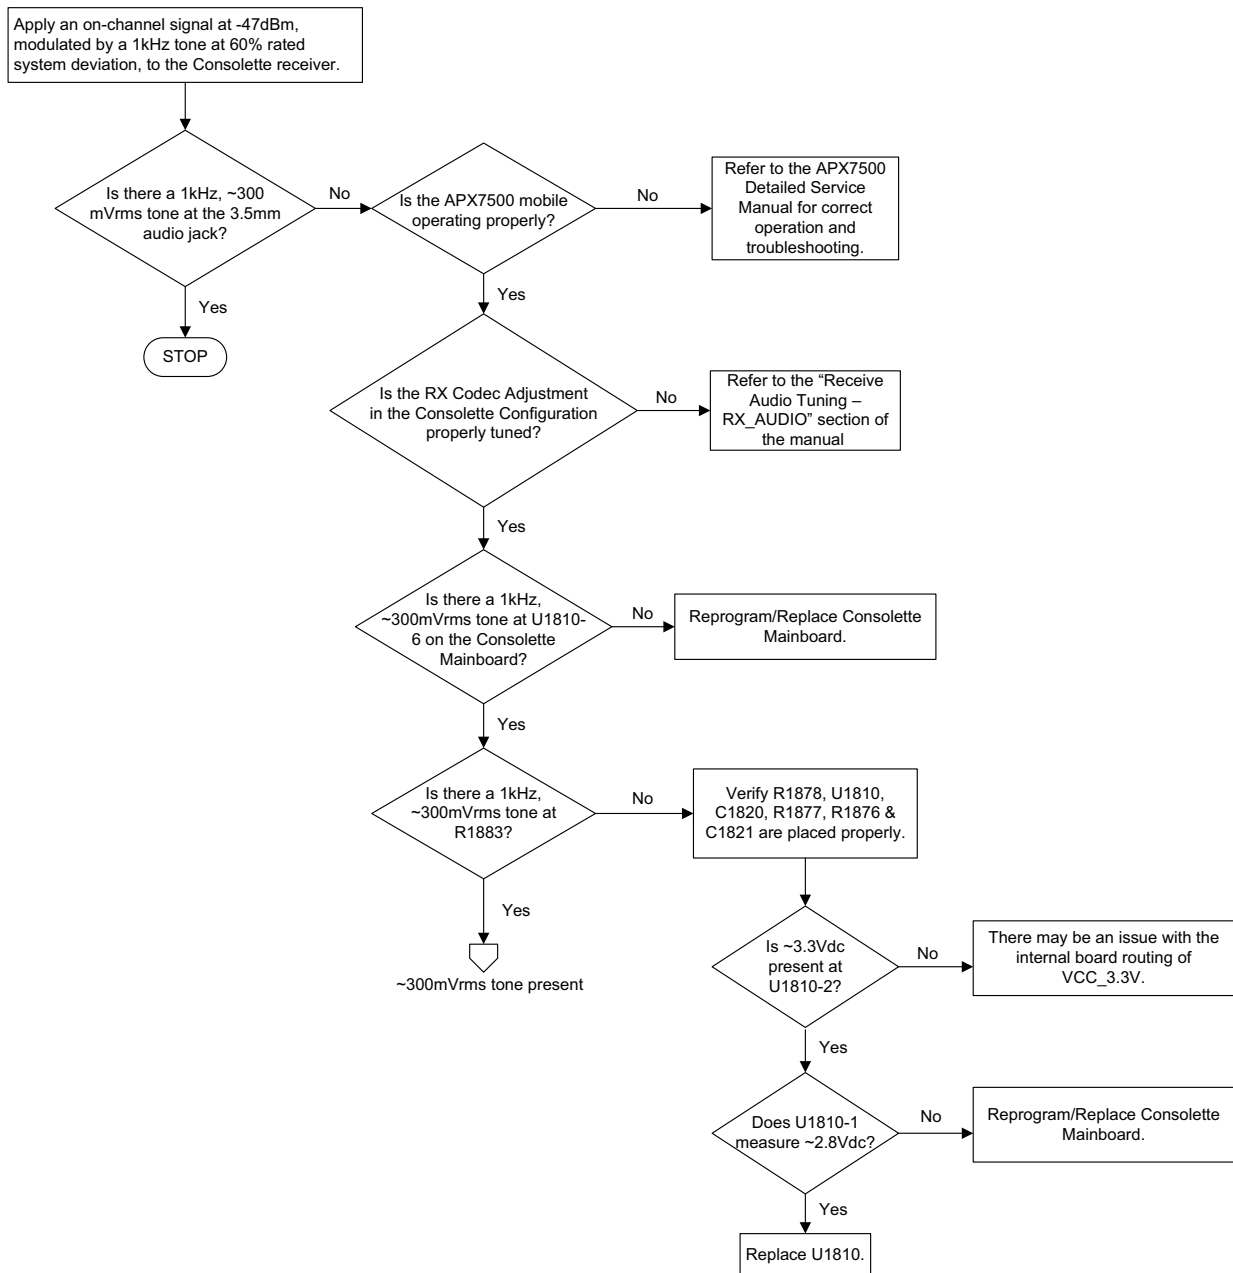 Apply an on-channel signal at -47dBm,
modulated by a 1kHz tone at 60% rated
system deviation, to the Consolette receiver.
Is there a 1kHz, ~300
mVrms tone at the 3.5mm
audio jack?
No
Yes
STOP
Is the APX7500 mobile
operating properly?
No
Refer to the APX7500
Detailed Service
Manual for correct
operation and
troubleshooting.
Yes
Is the RX Codec Adjustment
in the Consolette Configuration
properly tuned?
No
Refer to the “Receive
Audio Tuning –
RX_AUDIO” section of
the manual
Yes
Is there a 1kHz,
~300mVrms tone at U1810-
6 on the Consolette
Mainboard?
No
Reprogram/Replace Consolette
Mainboard.
Yes
Is there a 1kHz,
~300mVrms tone at
R1883?
No
Verify R1878, U1810,
C1820, R1877, R1876 &
C1821 are placed properly.
Yes
~300mVrms tone present
Is ~3.3Vdc
present at
U1810-2?
No
There may be an issue with the
internal board routing of
VCC_3.3V.
Yes
Does U1810-1
measure ~2.8Vdc?
No
Reprogram/Replace Consolette
Mainboard.
Yes
Replace U1810.